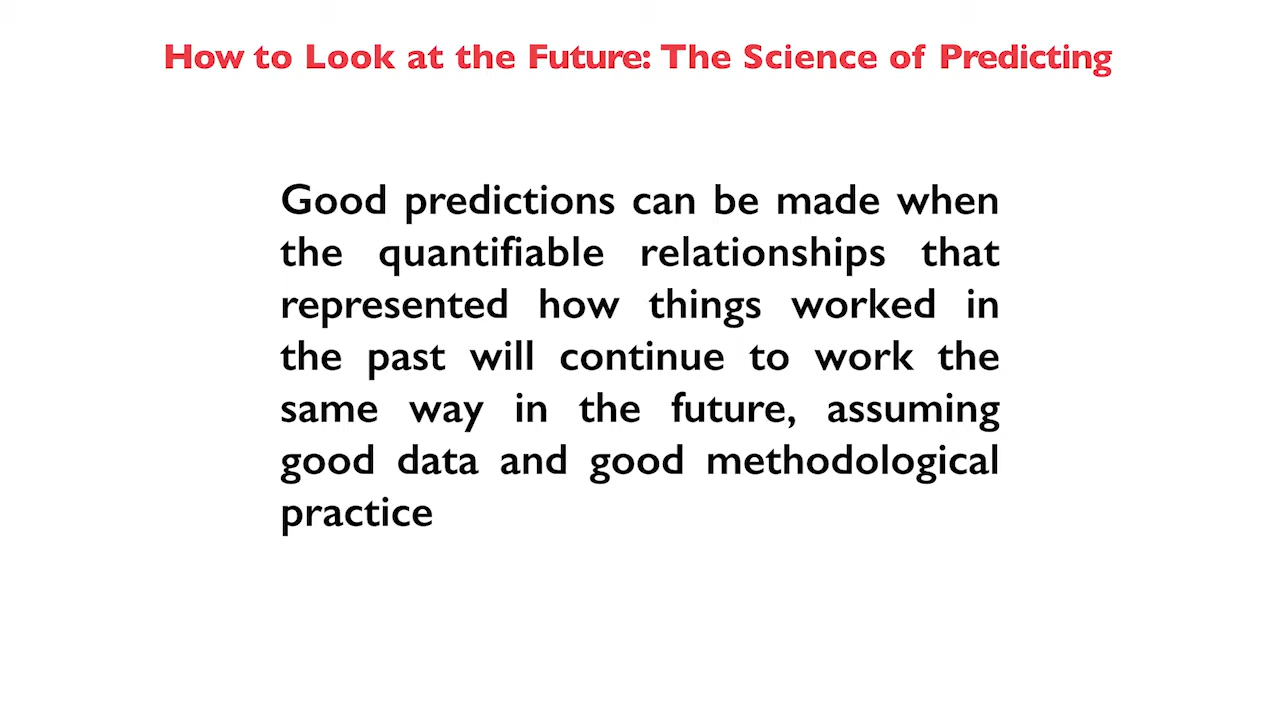 How to Look at the Future: The Science of Predicting
Good predictions can be made when
the quantifiable relationships that
represented how things worked in
the past will continue to work the
same way in the future, assuming
good data and good methodological
practice